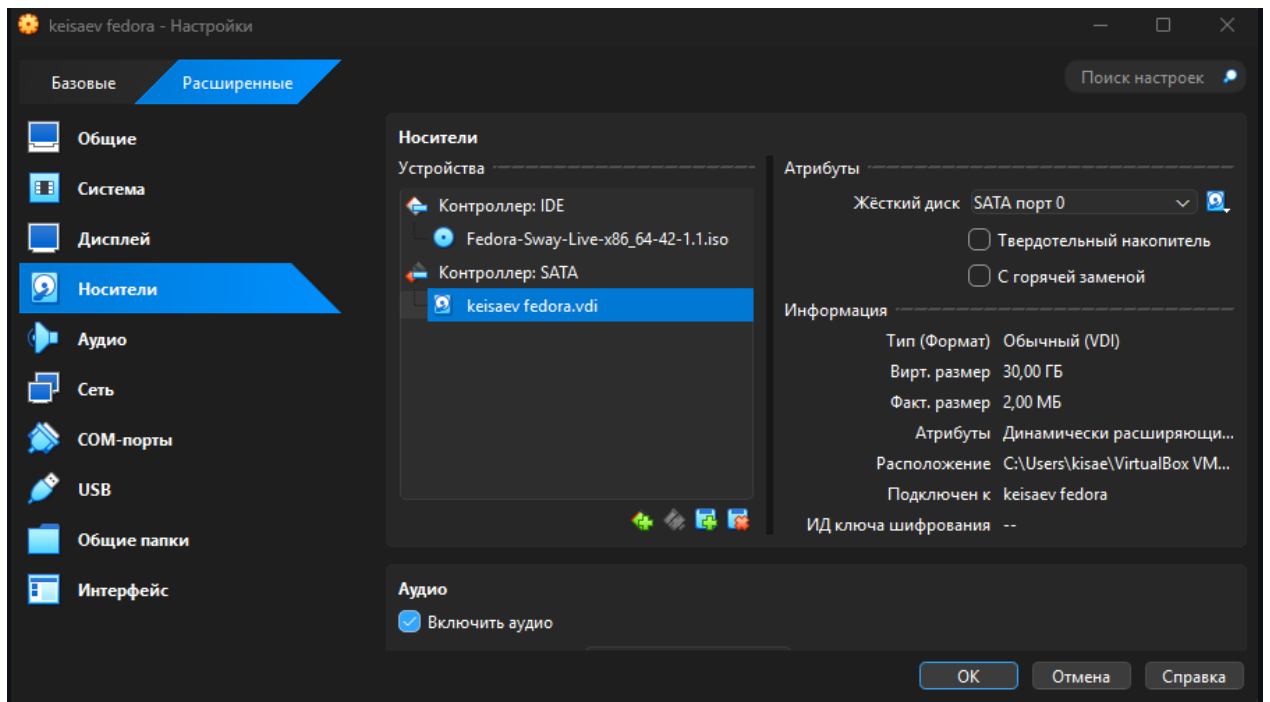 keisaev fedora - Настройки
Базовые
Расширенные
Поиск настроек
Общие
Система
Дисплей
Носители
Аудио
Сеть
COM-порты
USB
Общие папки
Интерфейс
Носители
Устройства
Контроллер: IDE
Fedora-Sway-Live-x86_64-42-1.1.iso
Контроллер: SATA
keisaev fedora.vdi
Атрибуты
Жёсткий диск SATA порт 0
Твердотельный накопитель
С горячей заменой
Информация
Тип (Формат) Обычный (VDI)
Вирт. размер 30,00 ГБ
Факт. размер 2,00 МБ
Атрибуты Динамически расширяющи...
Расположение C:\Users\kisae\VirtualBox VM...
Подключен к keisaev fedora
ИД ключа шифрования --
Аудио
Включить аудио
OK
Отмена
Справка